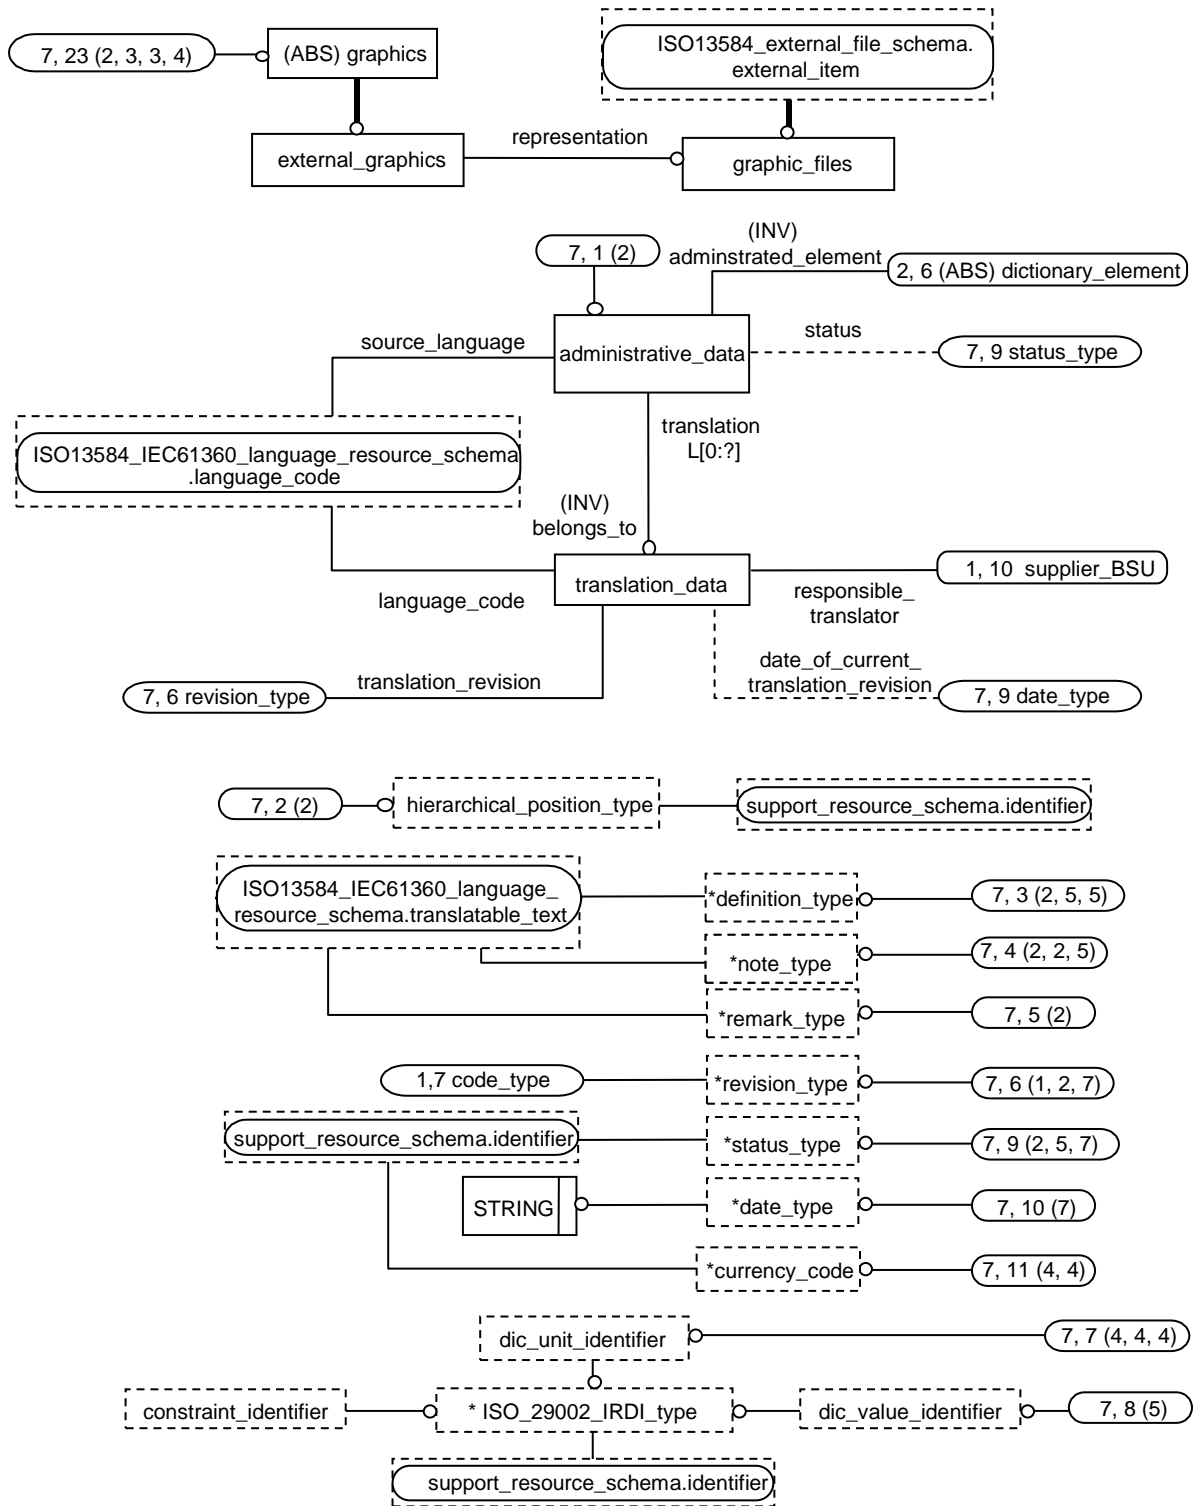 ISO13584_external_file_schema.
external_item
7, 23 (2, 3, 3, 4)
(ABS) graphics
representation
external_graphics
graphic_files
(INV)
adminstrated_element
7, 1 (2)
2, 6 (ABS) dictionary_element
source_language
administrative_data
status
7, 9 status_type
translation
L[0:?]
ISO13584_IEC61360_language_resource_schema
.language_code
(INV)
belongs_to
translation_data
1, 10 supplier_BSU
language_code
responsible_
translator
date_of_current_
translation_revision
7, 6 revision_type
translation_revision
7, 9 date_type
7, 2 (2)
hierarchical_position_type
support_resource_schema.identifier
ISO13584_IEC61360_language_
resource_schema.translatable_text
*definition_type
7, 3 (2, 5, 5)
*note_type
7, 4 (2, 2, 5)
*remark_type
7, 5 (2)
1,7 code_type
*revision_type
7, 6 (1, 2, 7)
support_resource_schema.identifier
*status_type
7, 9 (2, 5, 7)
STRING
*date_type
7, 10 (7)
*currency_code
7, 11 (4, 4)
dic_unit_identifier
7, 7 (4, 4, 4)
constraint_identifier
* ISO_29002_IRDI_type
dic_value_identifier
7, 8 (5)
support_resource_schema.identifier